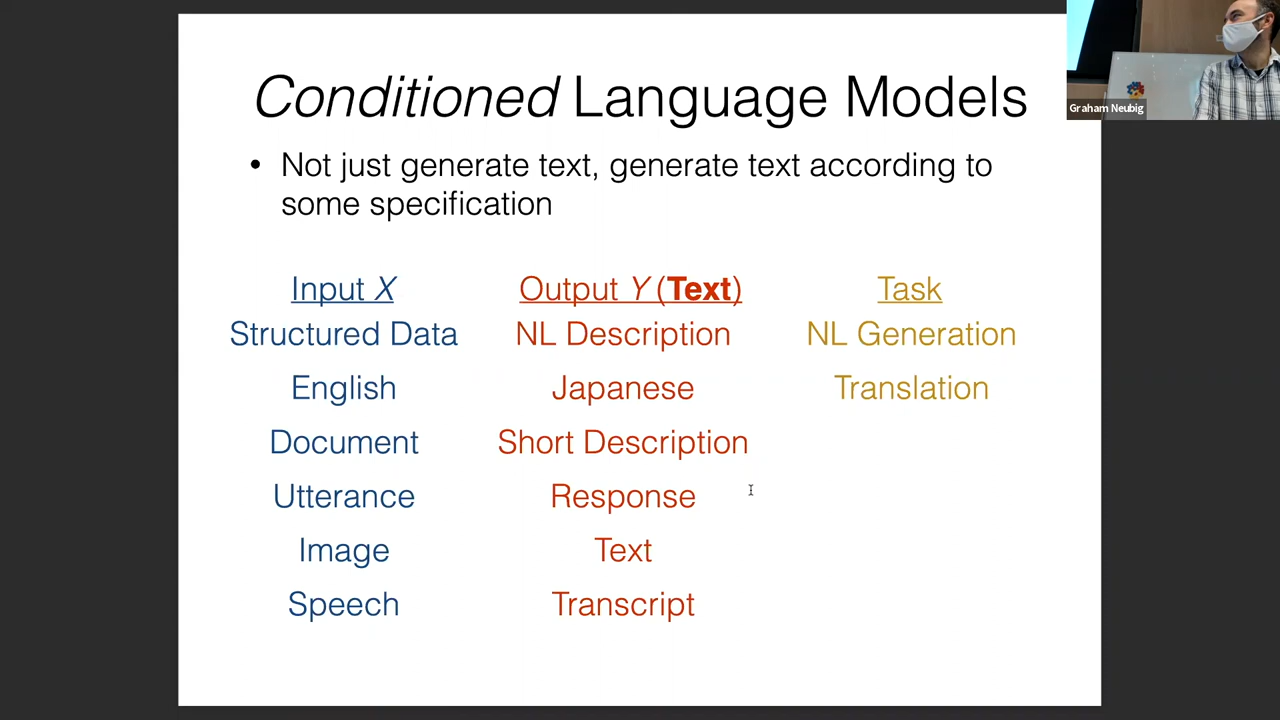 Conditioned Language Models
• Not just generate text, generate text according to
some specification
Input X Output Y (Text) Task
Structured Data NL Description NL Generation
English Japanese Translation
Document Short Description
Utterance Response
Image Text
Speech Transcript
Graham Neubig